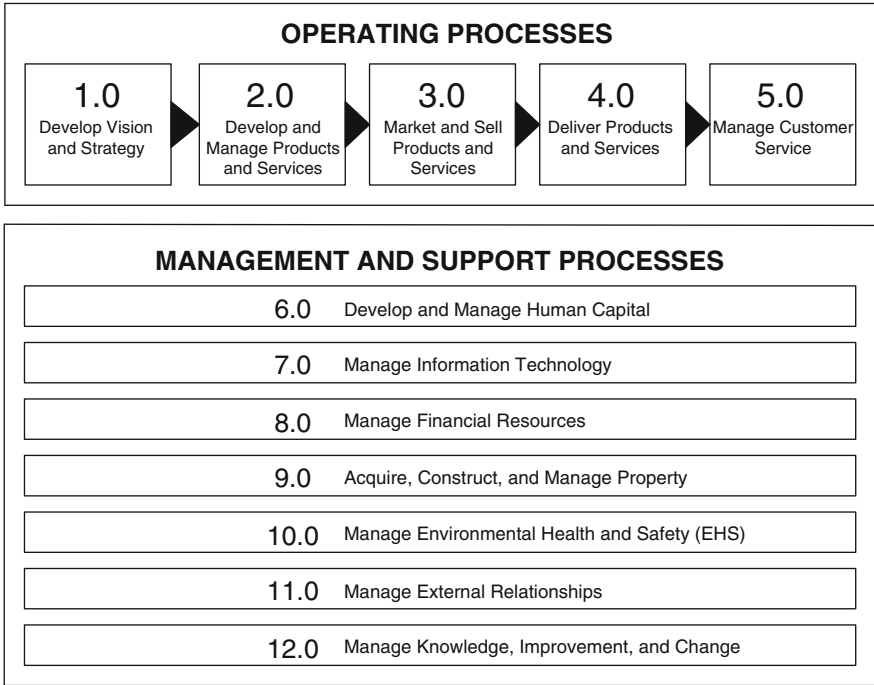 OPERATING PROCESSES
1.0
Develop Vision
and Strategy
2.0
Develop and
Manage Products
and Services
3.0
Market and Sell
Products and
Services
4.0
Deliver Products
and Services
5.0
Manage Customer
Service
MANAGEMENT AND SUPPORT PROCESSES
6.0 Develop and Manage Human Capital
7.0 Manage Information Technology
8.0 Manage Financial Resources
9.0 Acquire, Construct, and Manage Property
10.0 Manage Environmental Health and Safety (EHS)
11.0 Manage External Relationships
12.0 Manage Knowledge, Improvement, and Change